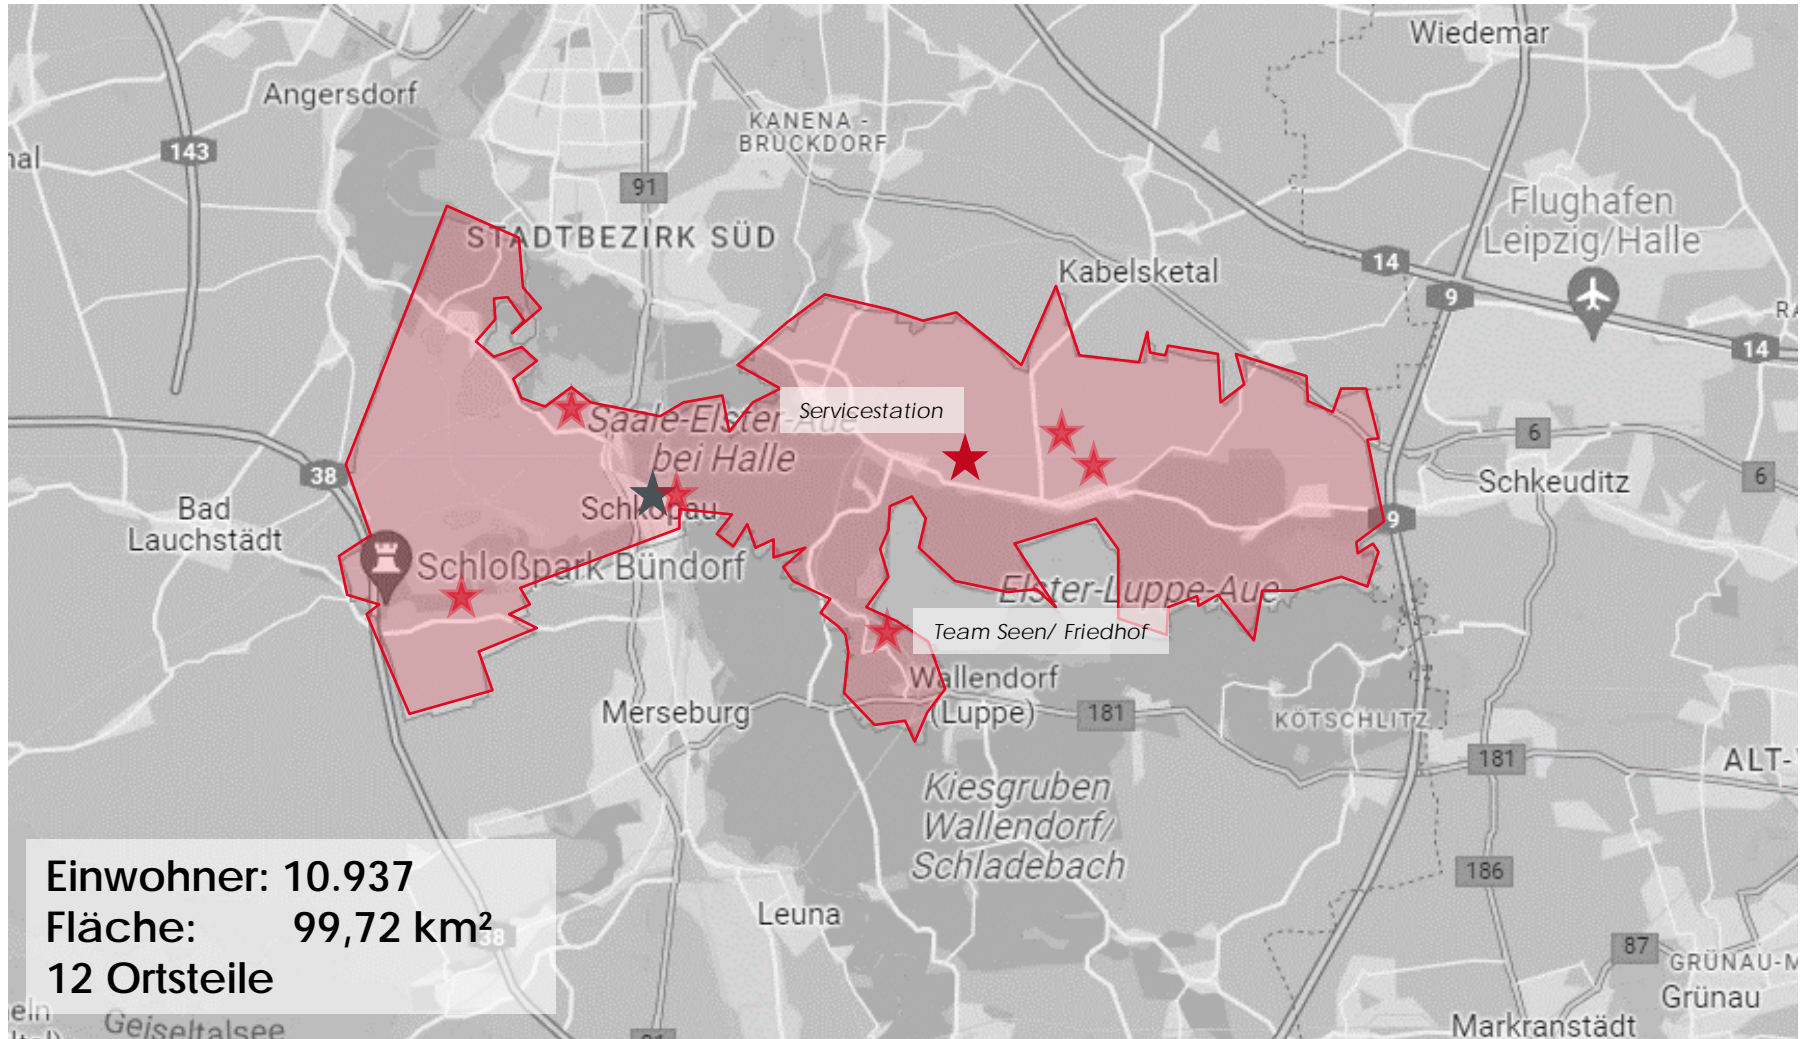 Wiedemar
Angersdorf
KANENA -
BRUCKDORF
143
91
Flughafen
Leipzig/Halle
STADTBEZIRK SÜD
14
Kabelsketal
9
14
Servicestation
Saale-Elster-Aue
bei Halle
6
38
6
Schkeuditz
Bad
Lauchstädt
Schkopau
9
Schloßpark Bündorf
Elster-Luppe-Aue
Team Seen/ Friedhof
Wallendorf
(Luppe)
Merseburg
181
KÖTSCHLITZ
181
Kiesgruben
Wallendorf/
Schladebach
186
Einwohner: 10.937
Fläche: 99,72 km²
38
12 Ortsteile
Leuna
87
Grünau
Geiseltalsee
Markranstädt